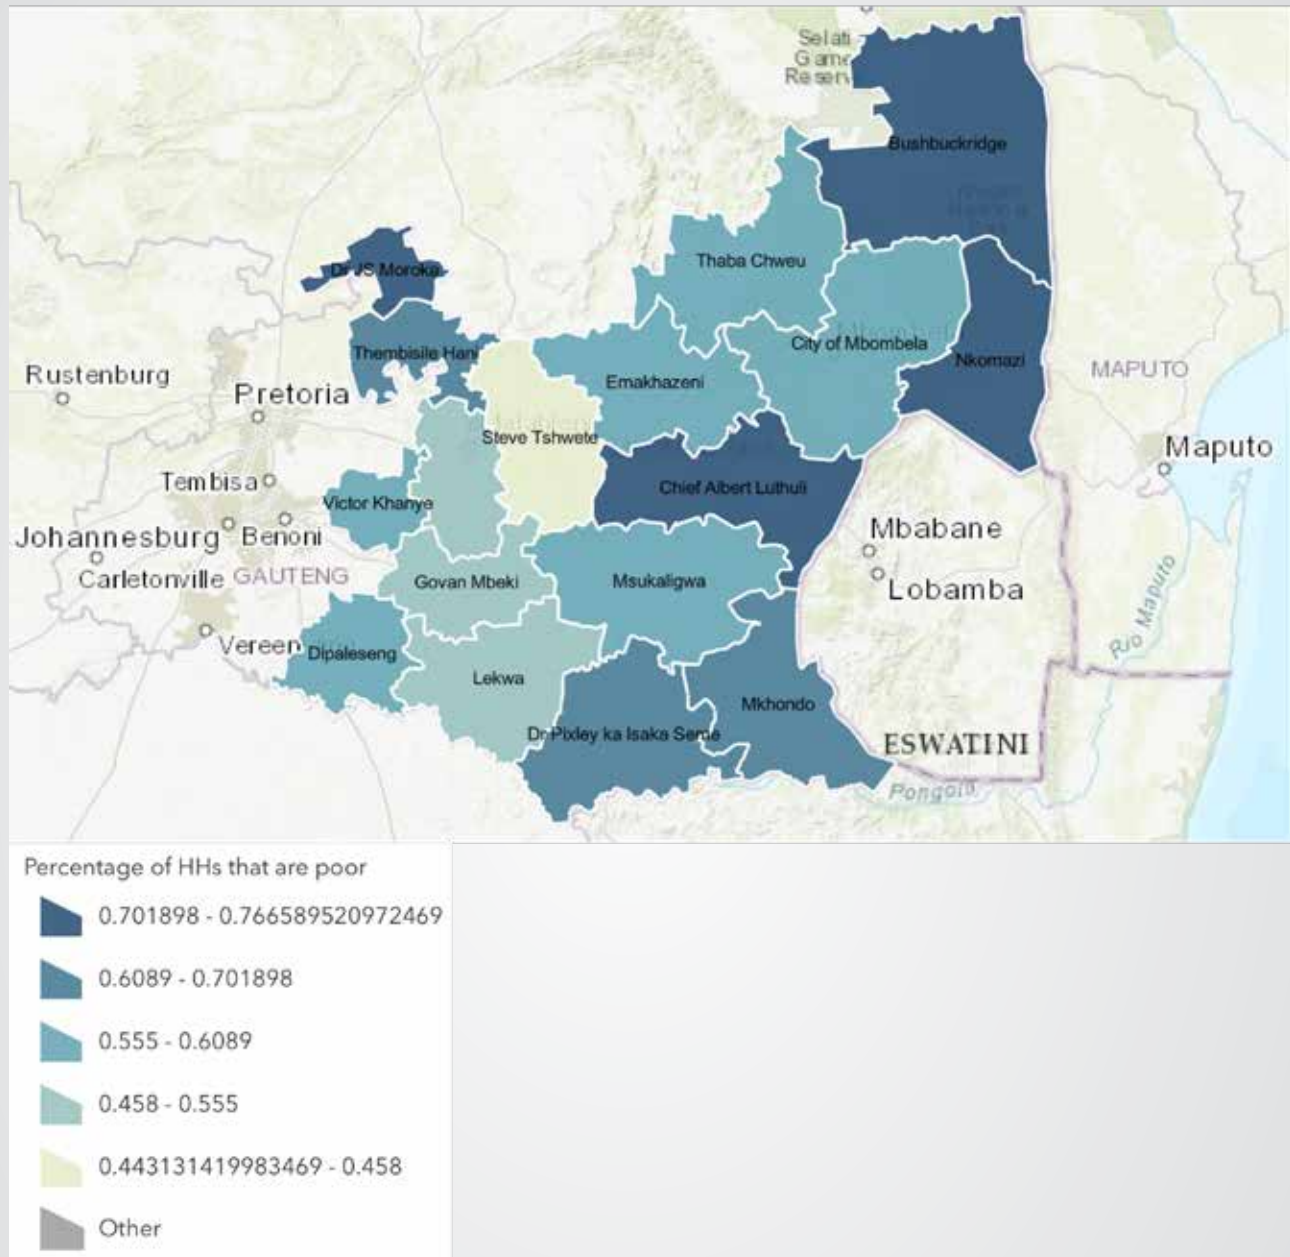 Selati
Game
Reserv
Bushbuckridge
Thaba Chweu
Dr JS Moroka
City of Mbombela
Thembisile Hani
Nkomazi
MAPUTO
Rustenburg
Emakhazeni
Pretoria
Steve Tshwete
Maputo
Tembisa
Chief Albert Luthuli
Victor Khanye
Mbabane
Johannesburg
Benoni
Carletonville
GAUTENG
Govan Mbeki
Msukaligwa
Lobamba
Rio Maputo
Vereen
Dipaleseng
Lekwa
Mkhondo
Dr Pixley ka Isaka Seme
ESWATINI
Pongola
Percentage of HHs that are poor
0.701898 - 0.766589520972469
0.6089 - 0.701898
0.555 - 0.6089
0.458 - 0.555
0.443131419983469 - 0.458
Other